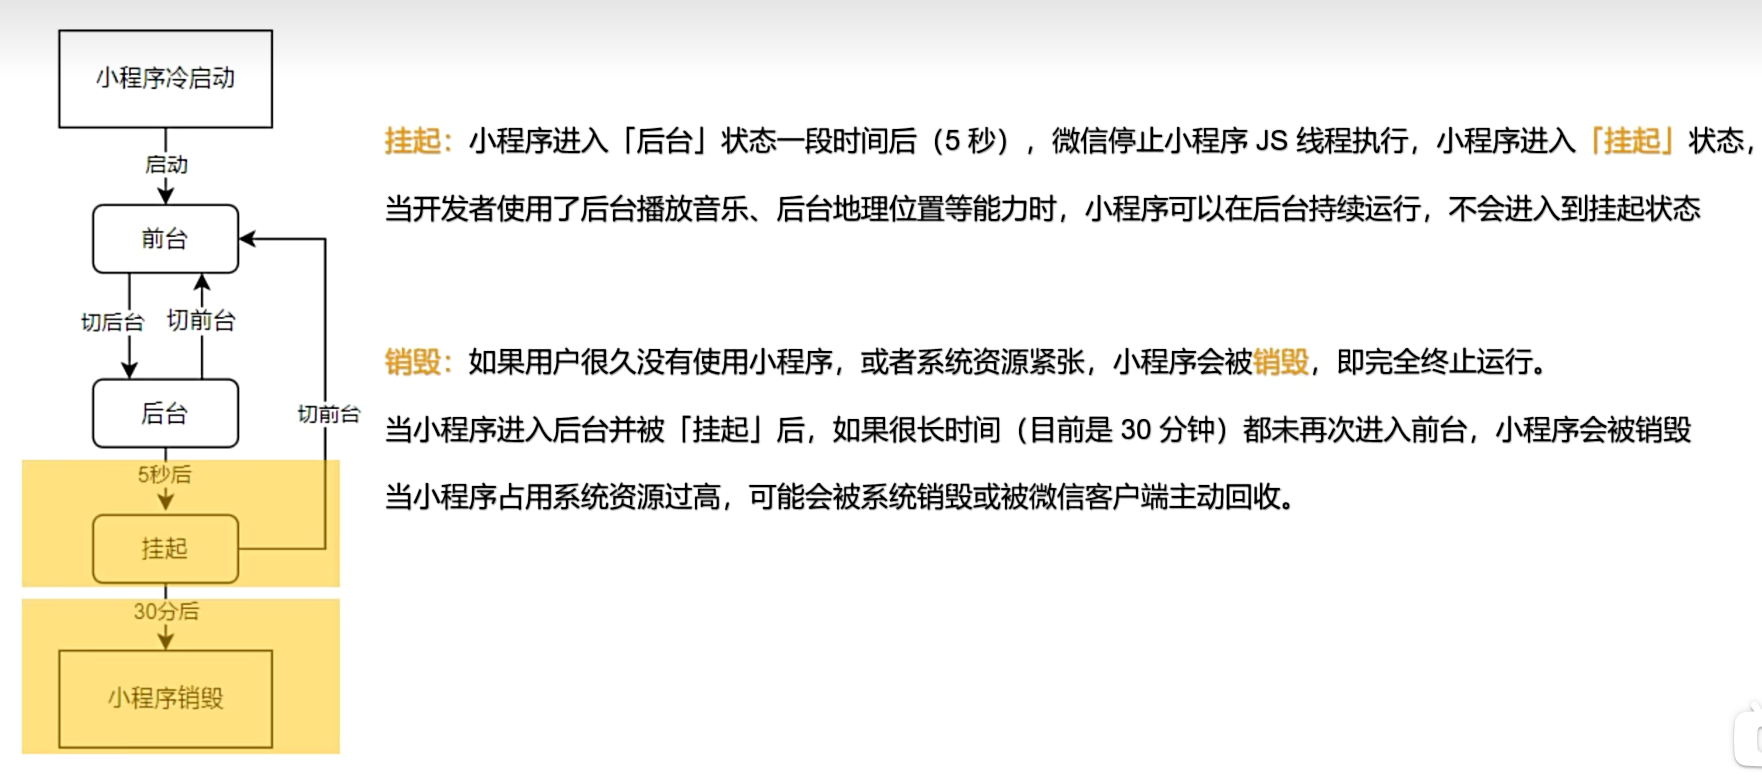 小程序冷启动
启动
前台
切后台
切前台
后台
切前台
5秒后
挂起
30分后
小程序销毁
挂起：小程序进入「后台」状态一段时间后（5 秒），微信停止小程序 JS 线程执行，小程序进入「挂起」状态，
当开发者使用了后台播放音乐、后台地理位置等能力时，小程序可以在后台持续运行，不会进入到挂起状态
销毁：如果用户很久没有使用小程序，或者系统资源紧张，小程序会被销毁，即完全终止运行。
当小程序进入后台并被「挂起」后，如果很长时间（目前是 30 分钟）都未再次进入前台，小程序会被销毁
当小程序占用系统资源过高，可能会被系统销毁或被微信客户端主动回收。